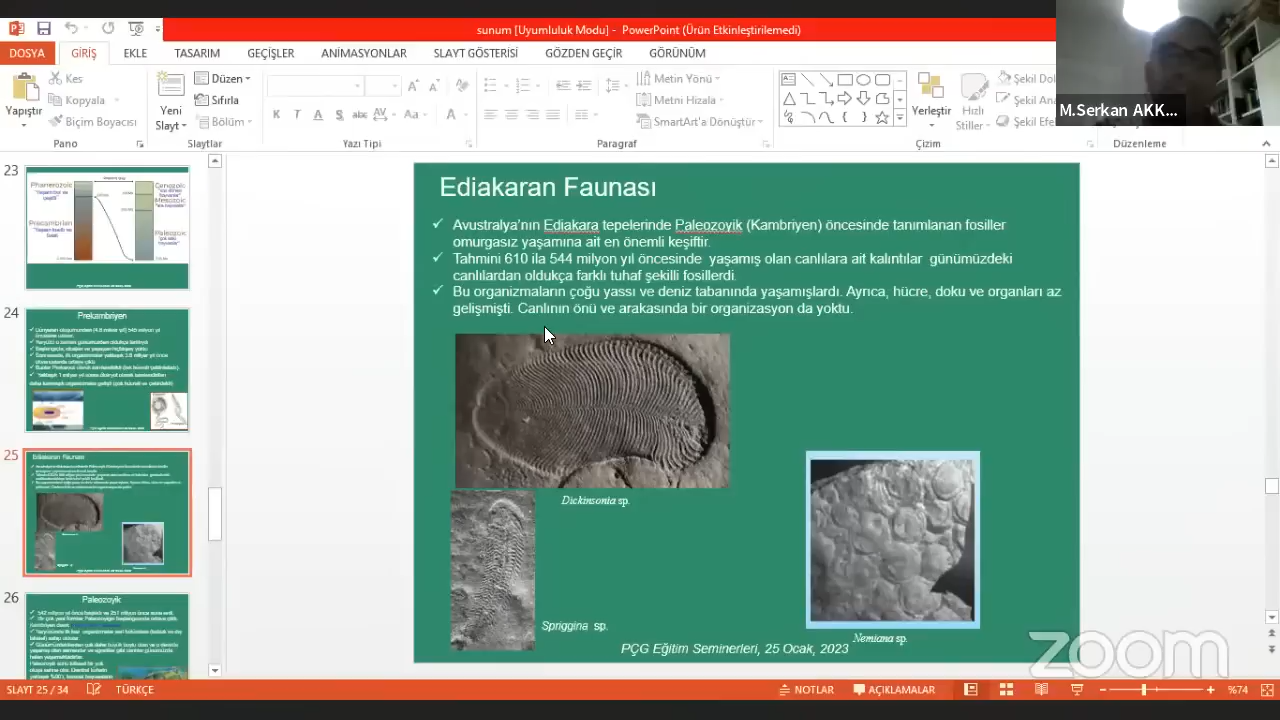 sunum [Uyumluluk Modu] - PowerPoint (Ürün Etkinleştirilemedi)
DOSYA GİRİŞ EKLE TASARIM GEÇİŞLER ANİMASYONLAR SLAYT GÖSTERİSİ GÖZDEN GEÇİR GÖRÜNÜM
Yapıştır
Kes
Kopyala
Biçim Boyacısı
Pano
Yeni
Slayt
Düzen
Sıfırla
Bölüm
Slaytlar
K T A S abc AV Aa A
Yazı Tipi
Metin Yönü
Metni Hizala
SmartArt'a Dönüştür
Paragraf
Yerleştir
Hızlı
Stiller
Şekil Dol
Şekil Ana
Şekil Efe
Çizim
Düzenleme
M.Serkan AKK...
23
Phanerozoic
24
Prekambriyen
25
Ediakaran Faunası
26
Paleozoyik
Ediakaran Faunası
✓ Avustralya'nın Ediakara tepelerinde Paleozoyik (Kambriyen) öncesinde tanımlanan fosiller
omurgasız yaşamına ait en önemli keşiftir.
✓ Tahmini 610 ila 544 milyon yıl öncesinde yaşamış olan canlılara ait kalıntılar günümüzdeki
canlılardan oldukça farklı tuhaf şekilli fosillerdi.
✓ Bu organizmaların çoğu yassı ve deniz tabanında yaşamışlardı. Ayrıca, hücre, doku ve organları az
gelişmişti. Canlının önü ve arakasında bir organizasyon da yoktu.
Dickinsonia sp.
Spriggina sp.
Nemiana sp.
PÇG Eğitim Seminerleri, 25 Ocak, 2023
zoom
SLAYT 25 / 34 TÜRKÇE NOTLAR AÇIKLAMALAR %74